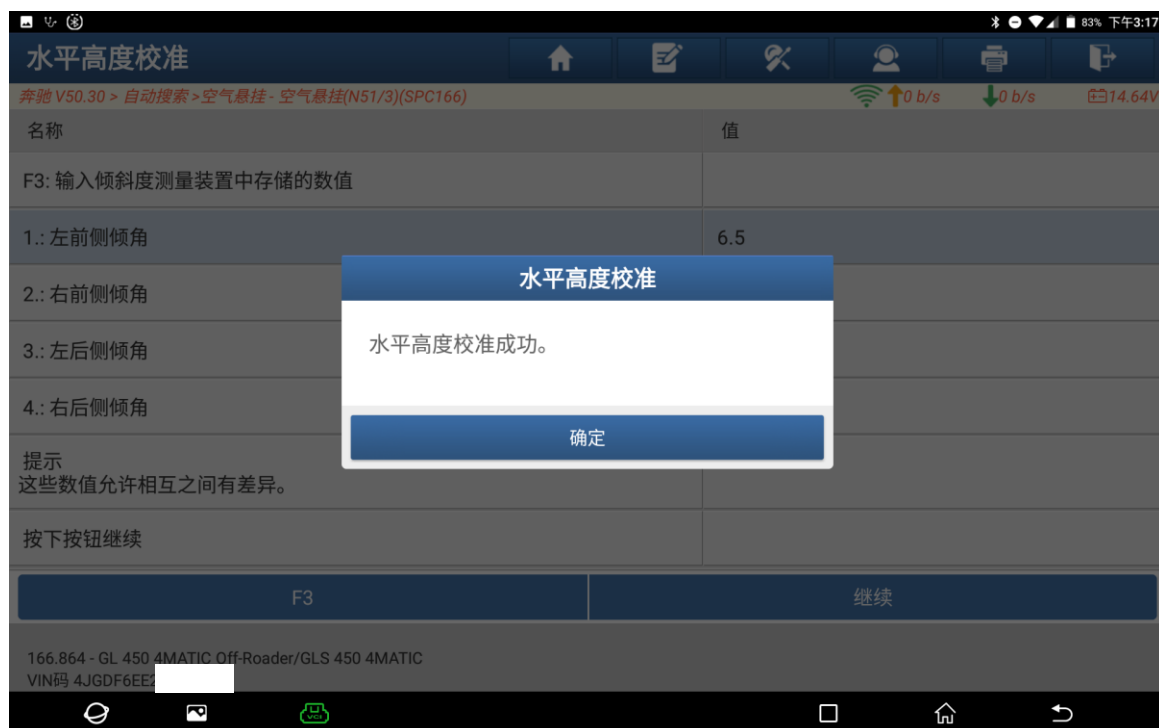 83% 下午3:17
水平高度校准
奔驰 V50.30 > 自动搜索 >空气悬挂 - 空气悬挂(N51/3)(SPC166)
0 b/s
0 b/s
14.64V
名称
值
F3: 输入倾斜度测量装置中存储的数值
1.: 左前侧倾角
6.5
2.: 右前侧倾角
3.: 左后侧倾角
4.: 右后侧倾角
水平高度校准
水平高度校准成功。
确定
提示
这些数值允许相互之间有差异。
按下按钮继续
F3
继续
166.864 - GL 450 4MATIC Off-Roader/GLS 450 4MATIC
VIN码 4JGDF6EE2
VCI